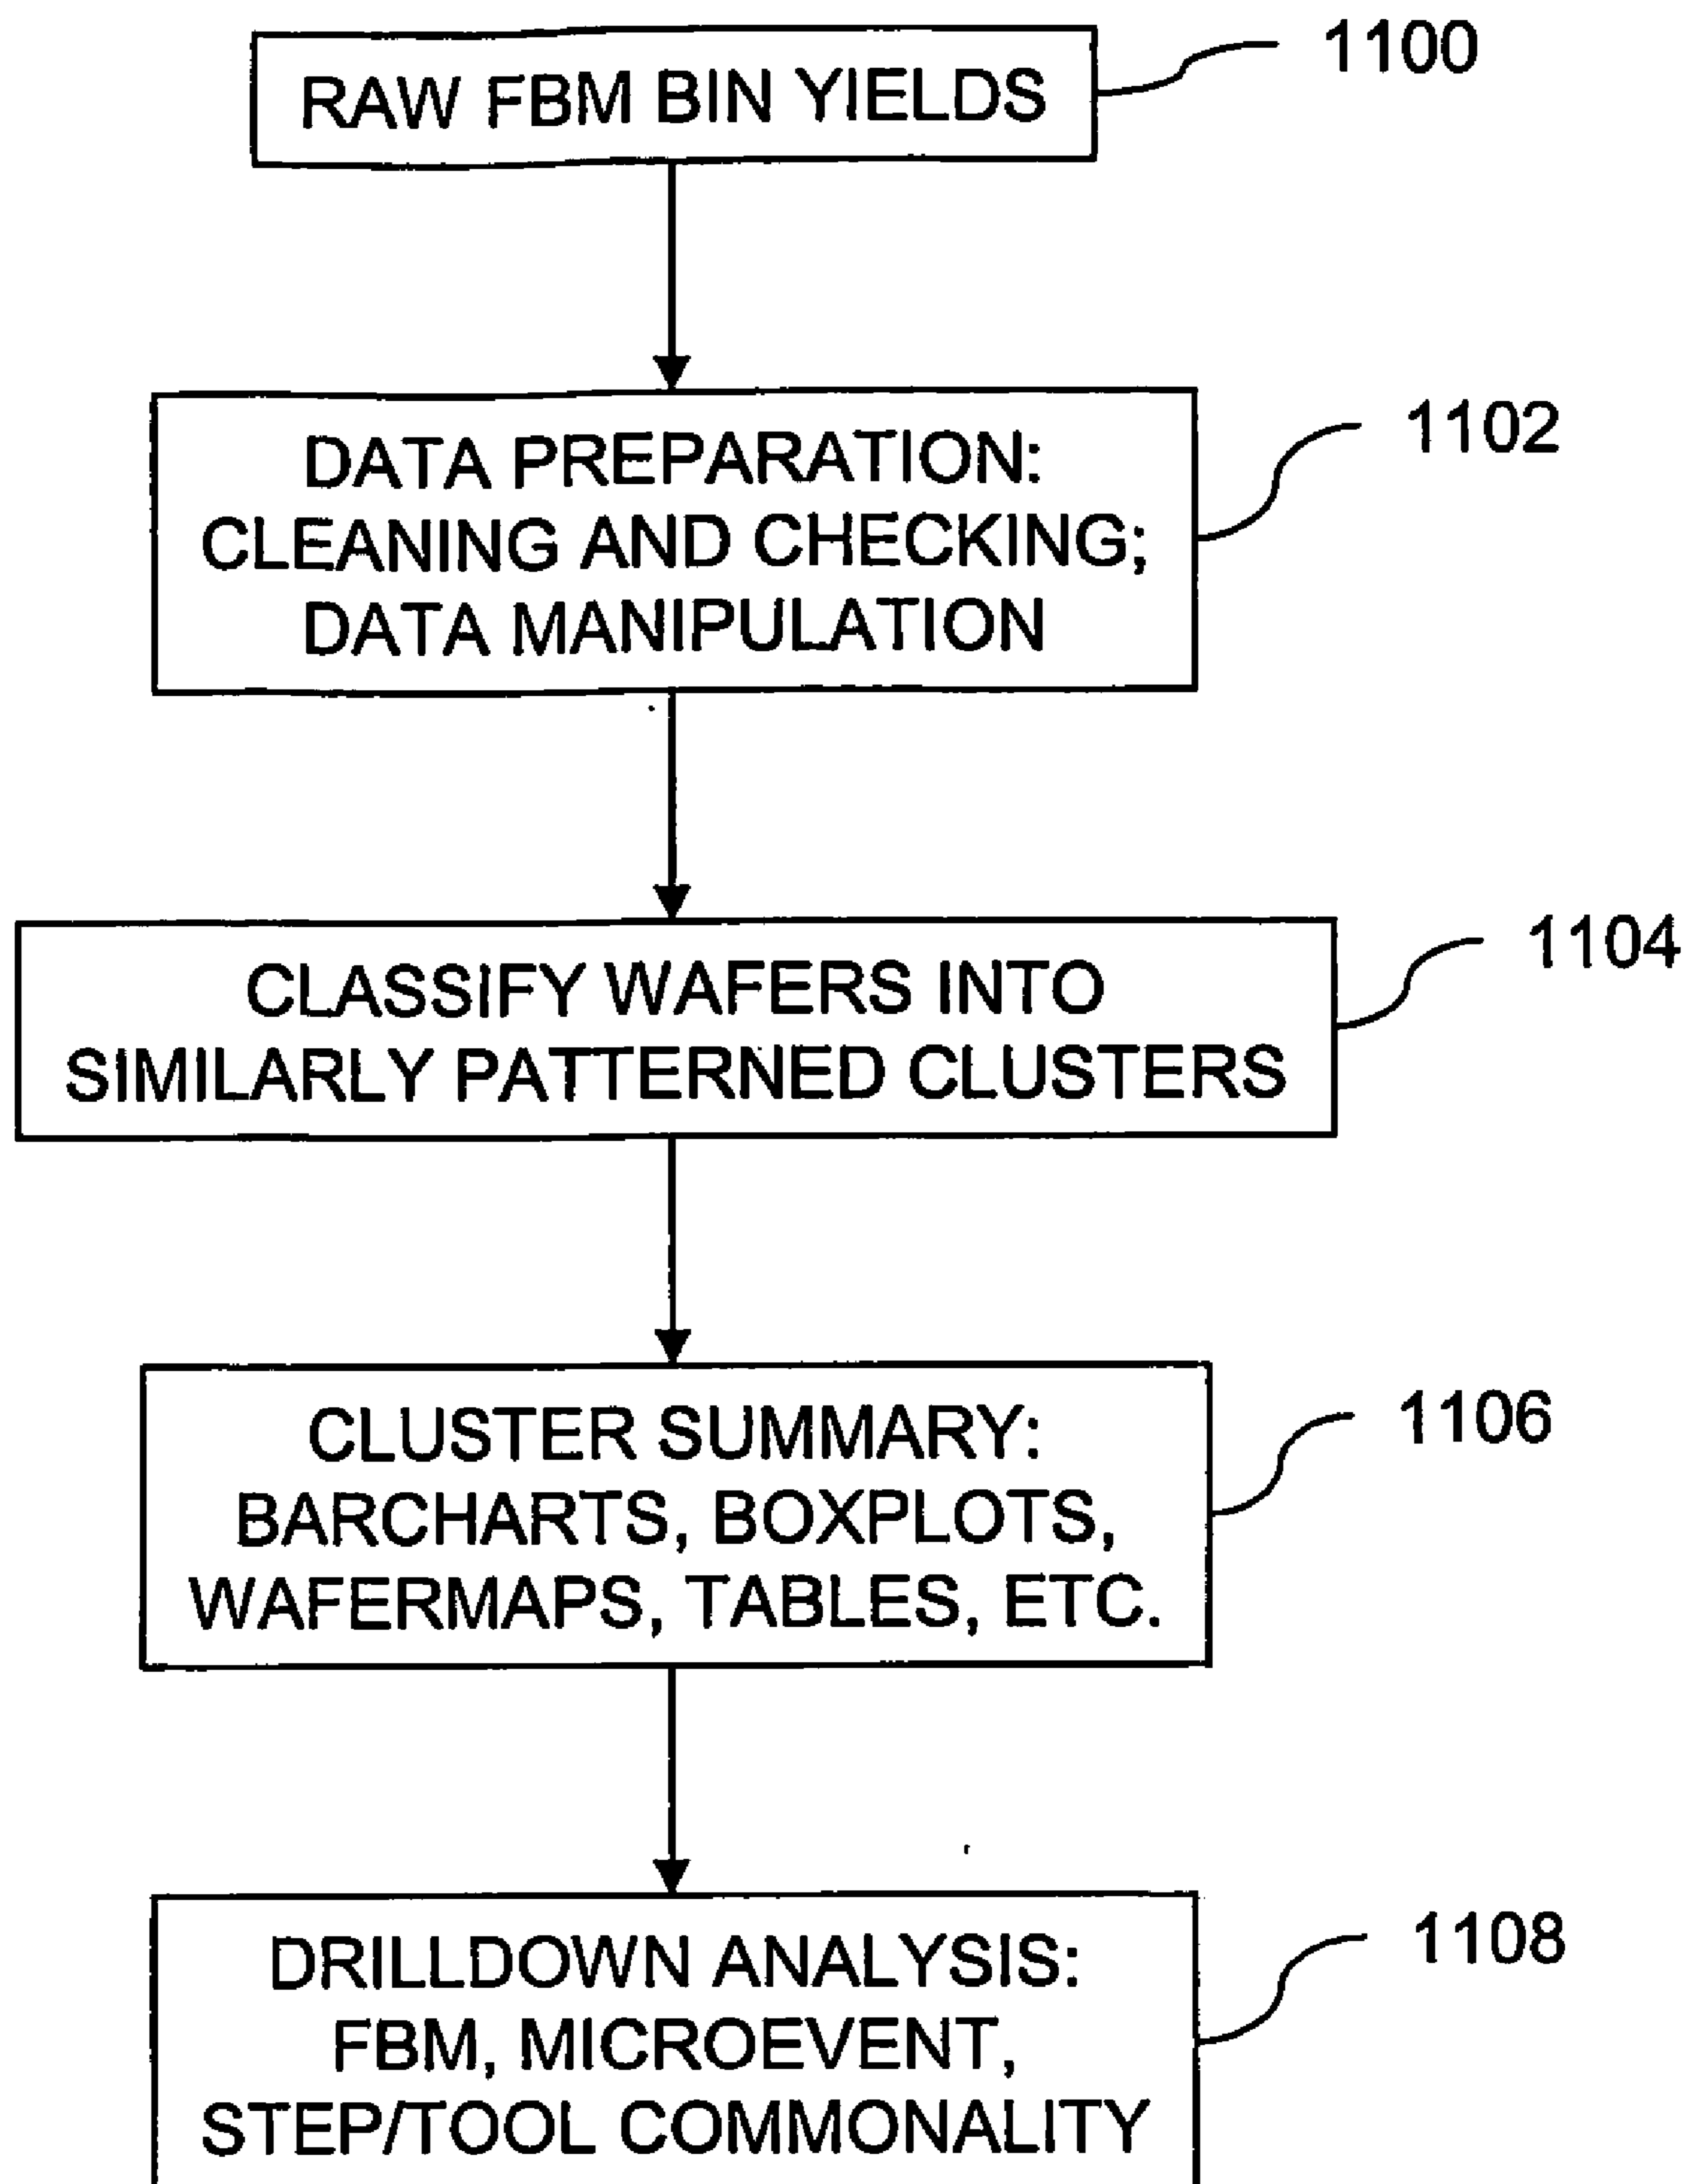 RAW FBM BIN YIELDS
1100
DATA PREPARATION:
CLEANING AND CHECKING;
DATA MANIPULATION
1102
CLASSIFY WAFERS INTO
SIMILARLY PATTERNED CLUSTERS
1104
CLUSTER SUMMARY:
BARCHARTS, BOXPLOTS,
WAFERMAPS, TABLES, ETC.
1106
DRILLDOWN ANALYSIS:
FBM, MICROEVENT,
STEP/TOOL COMMONALITY
1108